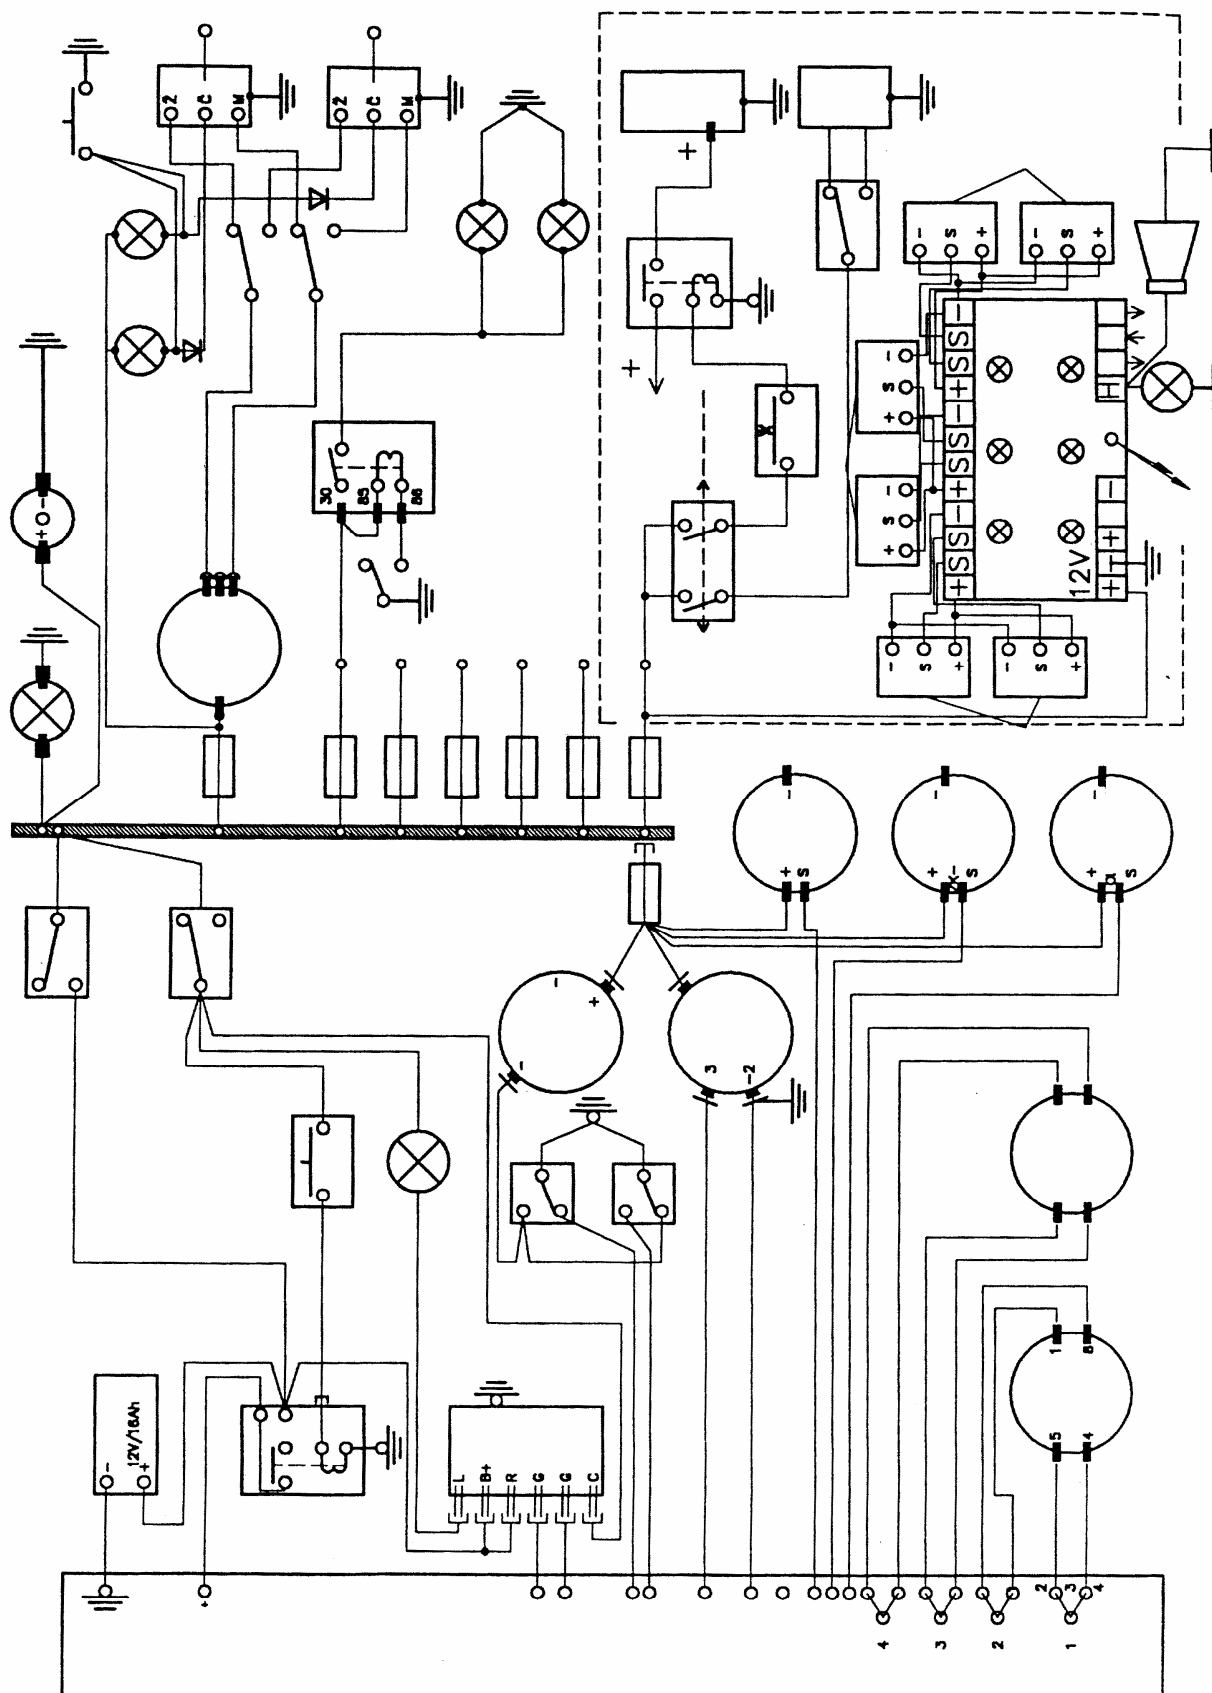 2 C M
2 C M
+
+
30 85 86
- +
- S +
- S +
- S +
- S +
- S S + - S S + - S S +
H
- + - +
12V
- S +
- S +
-
+ S
-
+ - S
-
+ S
-
+
-
3 -2
12V/16Ah
- +
L B+ R G G C
1 8
5 4
+
2 3 4
4 3 2 1